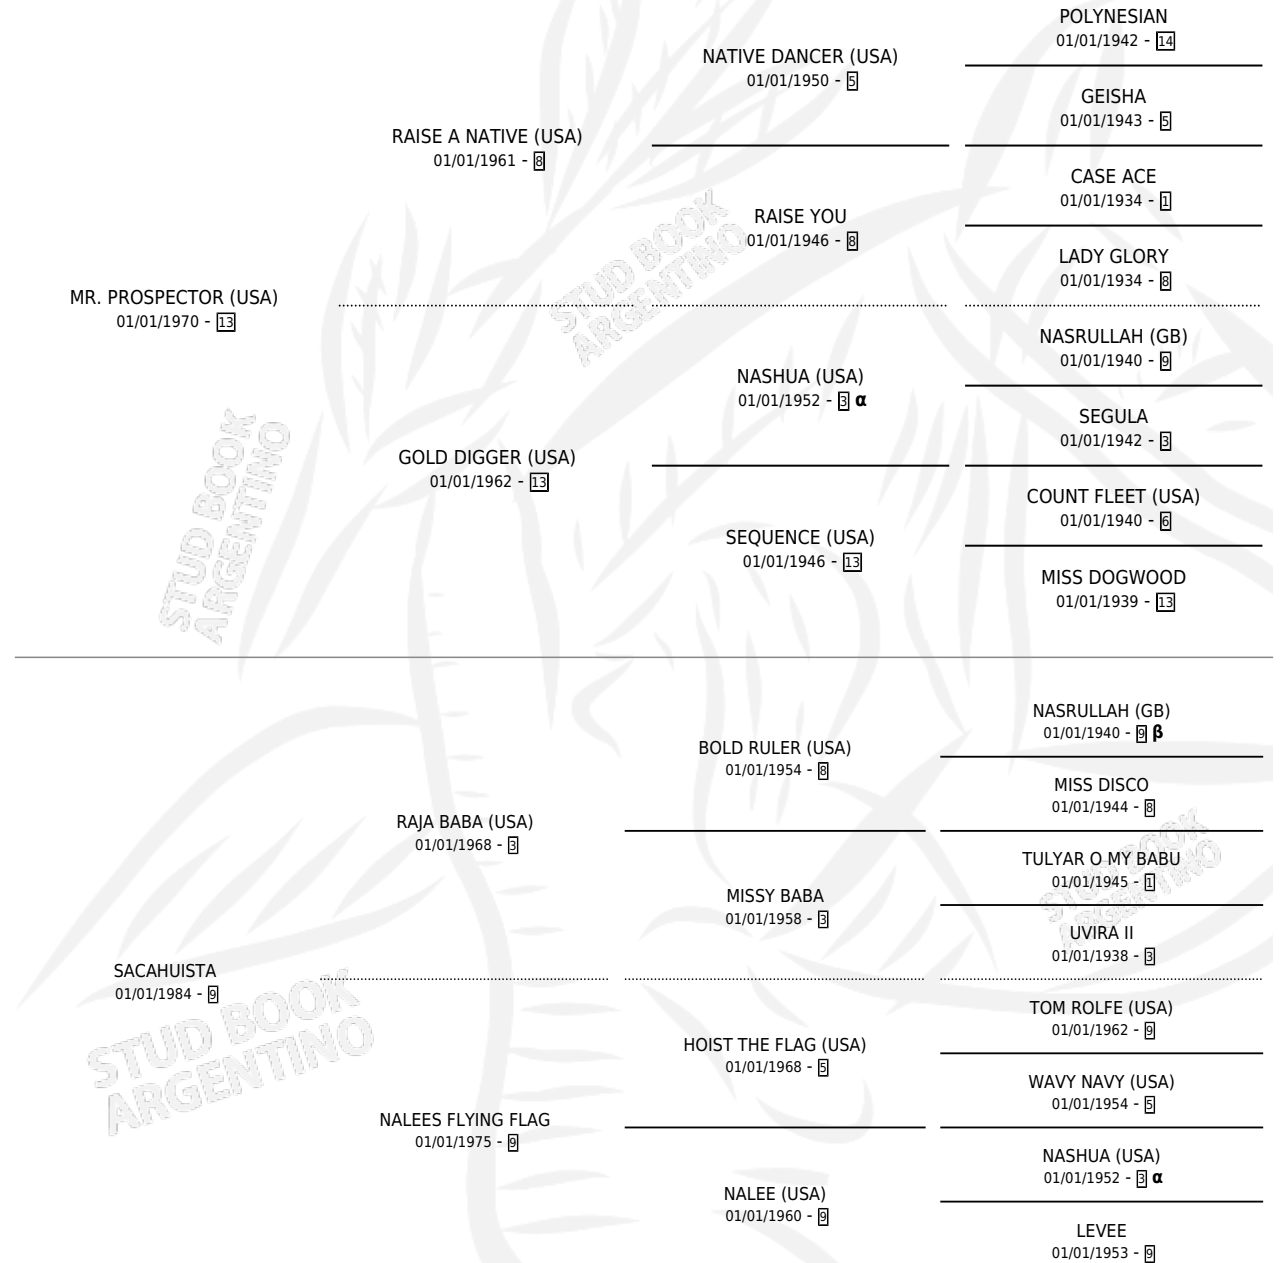 POLYNESIAN
01/01/1942 - 14
NATIVE DANCER (USA)
01/01/1950 - 5
GEISHA
01/01/1943 - 5
RAISE A NATIVE (USA)
01/01/1961 - 8
CASE ACE
01/01/1934 - 1
RAISE YOU
01/01/1946 - 8
LADY GLORY
01/01/1934 - 8
MR. PROSPECTOR (USA)
01/01/1970 - 13
NASRULLAH (GB)
01/01/1940 - 9
NASHUA (USA)
01/01/1952 - 3 α
SEGULA
01/01/1942 - 3
GOLD DIGGER (USA)
01/01/1962 - 13
COUNT FLEET (USA)
01/01/1940 - 6
SEQUENCE (USA)
01/01/1946 - 13
MISS DOGWOOD
01/01/1939 - 13
NASRULLAH (GB)
01/01/1940 - 9 β
BOLD RULER (USA)
01/01/1954 - 8
MISS DISCO
01/01/1944 - 8
RAJA BABA (USA)
01/01/1968 - 3
TULYAR O MY BABU
01/01/1945 - 1
MISSY BABA
01/01/1958 - 3
UVIRA II
01/01/1938 - 3
SACAHUISTA
01/01/1984 - 9
TOM ROLFE (USA)
01/01/1962 - 9
HOIST THE FLAG (USA)
01/01/1968 - 5
WAVY NAVY (USA)
01/01/1954 - 5
NALEES FLYING FLAG
01/01/1975 - 9
NASHUA (USA)
01/01/1952 - 3 α
NALEE (USA)
01/01/1960 - 9
LEVEE
01/01/1953 - 9
STUD BOOK
ARGENTINO
STUD BOOK
ARGENTINO
STUD BOOK
ARGENTINO
STUD BOOK
ARGENTINO